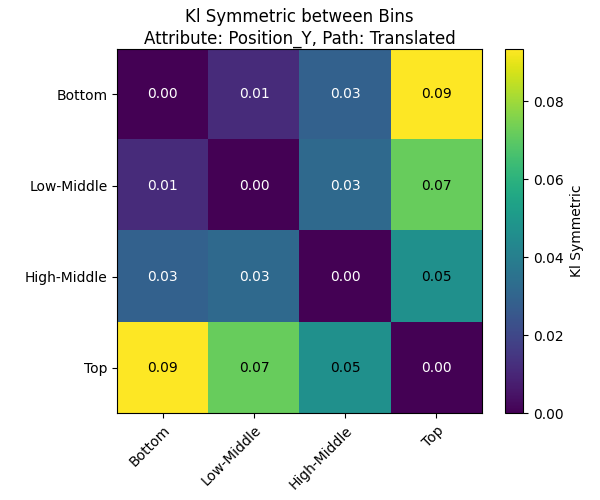 Kl Symmetric between Bins
Attribute: Position_Y, Path: Translated
Bottom 0.00 0.01 0.03 0.09
Low-Middle 0.01 0.00 0.03 0.07
High-Middle 0.03 0.03 0.00 0.05
Top 0.09 0.07 0.05 0.00
Bottom Low-Middle High-Middle Top
0.08
0.06
0.04
0.02
0.00
Kl Symmetric